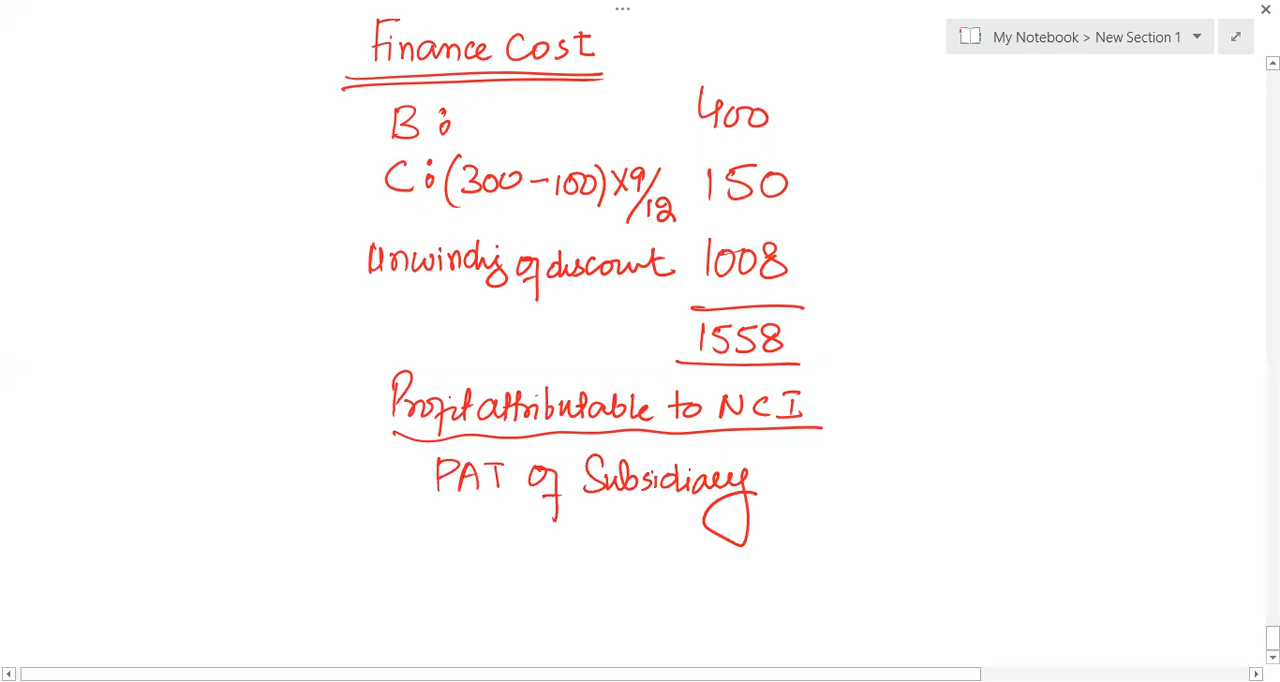 ...
My Notebook > New Section 1
Finance Cost
B: 400
C: (300-100)X9/12 150
Unwinding of discount 1008
1558
Profit attributable to NCI
PAT of Subsidiary